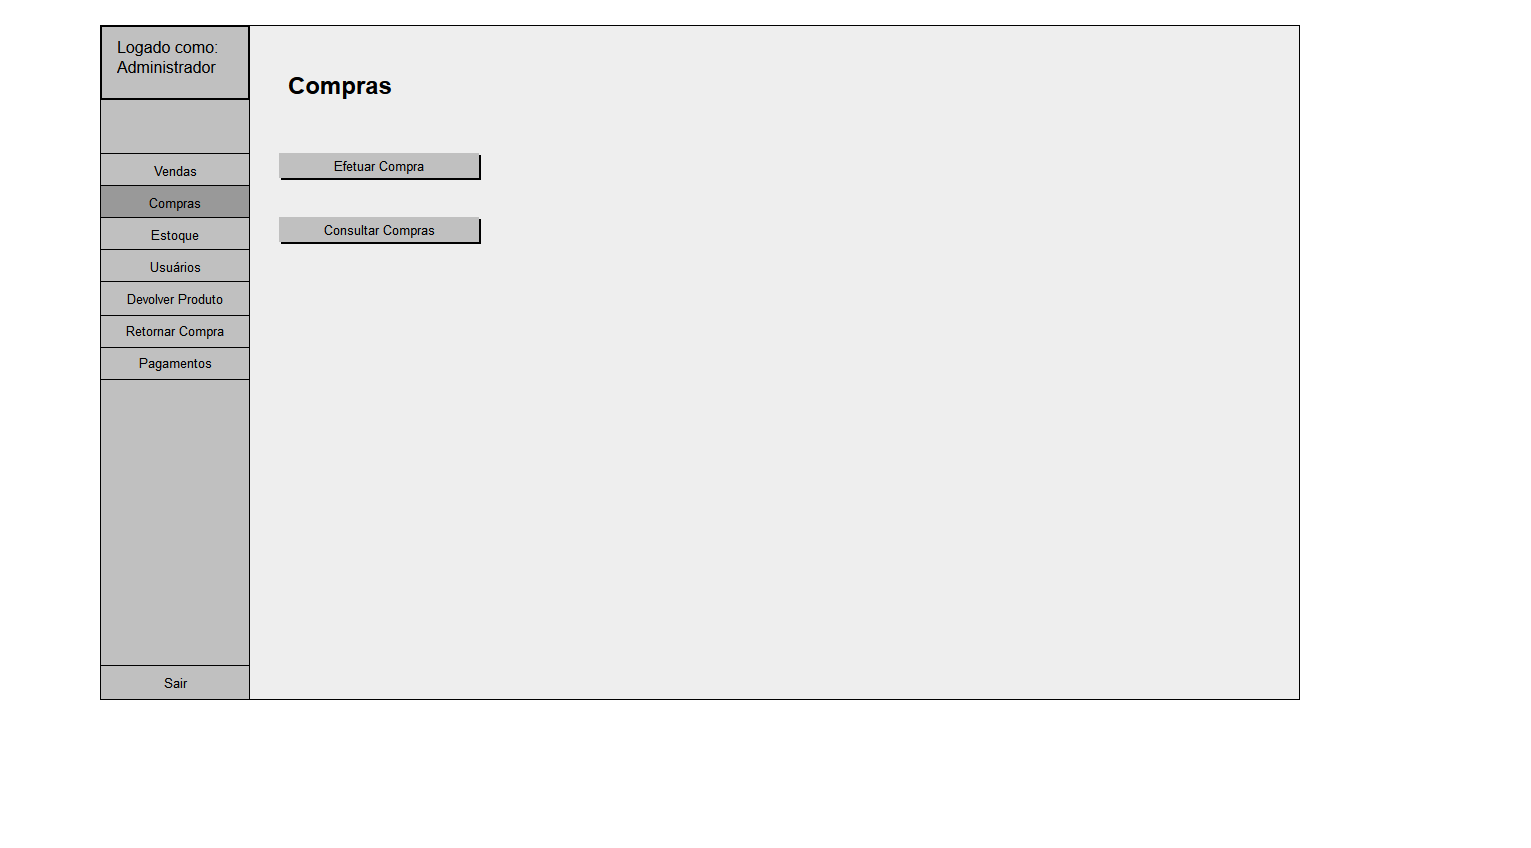 Logado como:
Administrador
Vendas
Compras
Estoque
Usuários
Devolver Produto
Retornar Compra
Pagamentos
Sair
Compras
Efetuar Compra
Consultar Compras